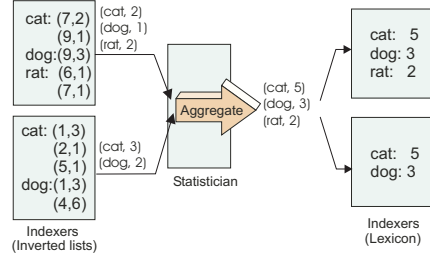 cat: (7,2)
(9,1)
dog:(9,3)
rat: (6,1)
(7,1)
(cat, 2)
(dog, 1)
(rat, 2)
cat: (1,3)
(2,1)
(5,1)
dog:(1,3)
(4,6)
(cat, 3)
(dog, 2)
Indexers
(Inverted lists)
Aggregate
Statistician
(cat, 5)
(dog, 3)
(rat, 2)
cat: 5
dog: 3
rat: 2
cat: 5
dog: 3
Indexers
(Lexicon)